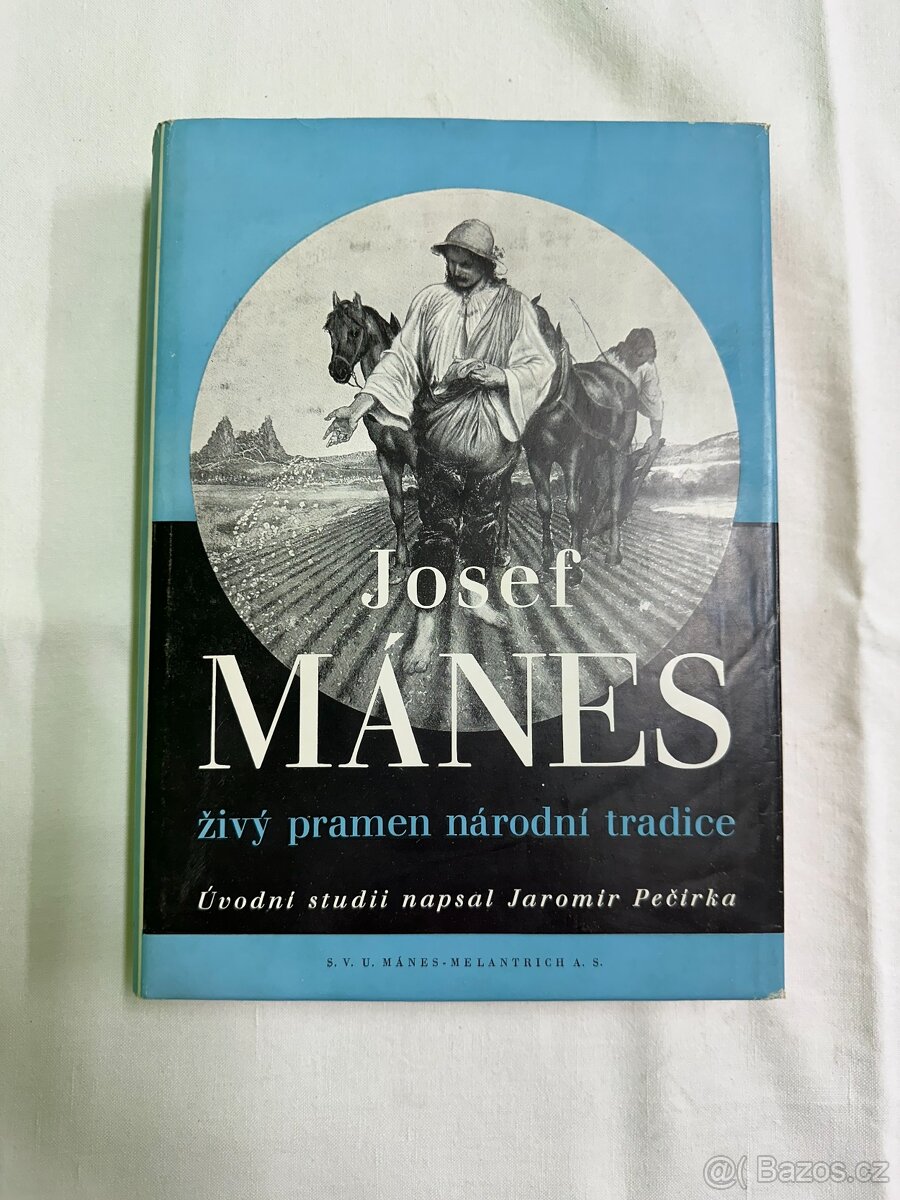 Josef
MÁNES
živý pramen národní tradice
Úvodní studii napsal Jaromír Pečírka
S. V. U. MÁNES - MELANTRICH A. S.
@( Bazos.cz